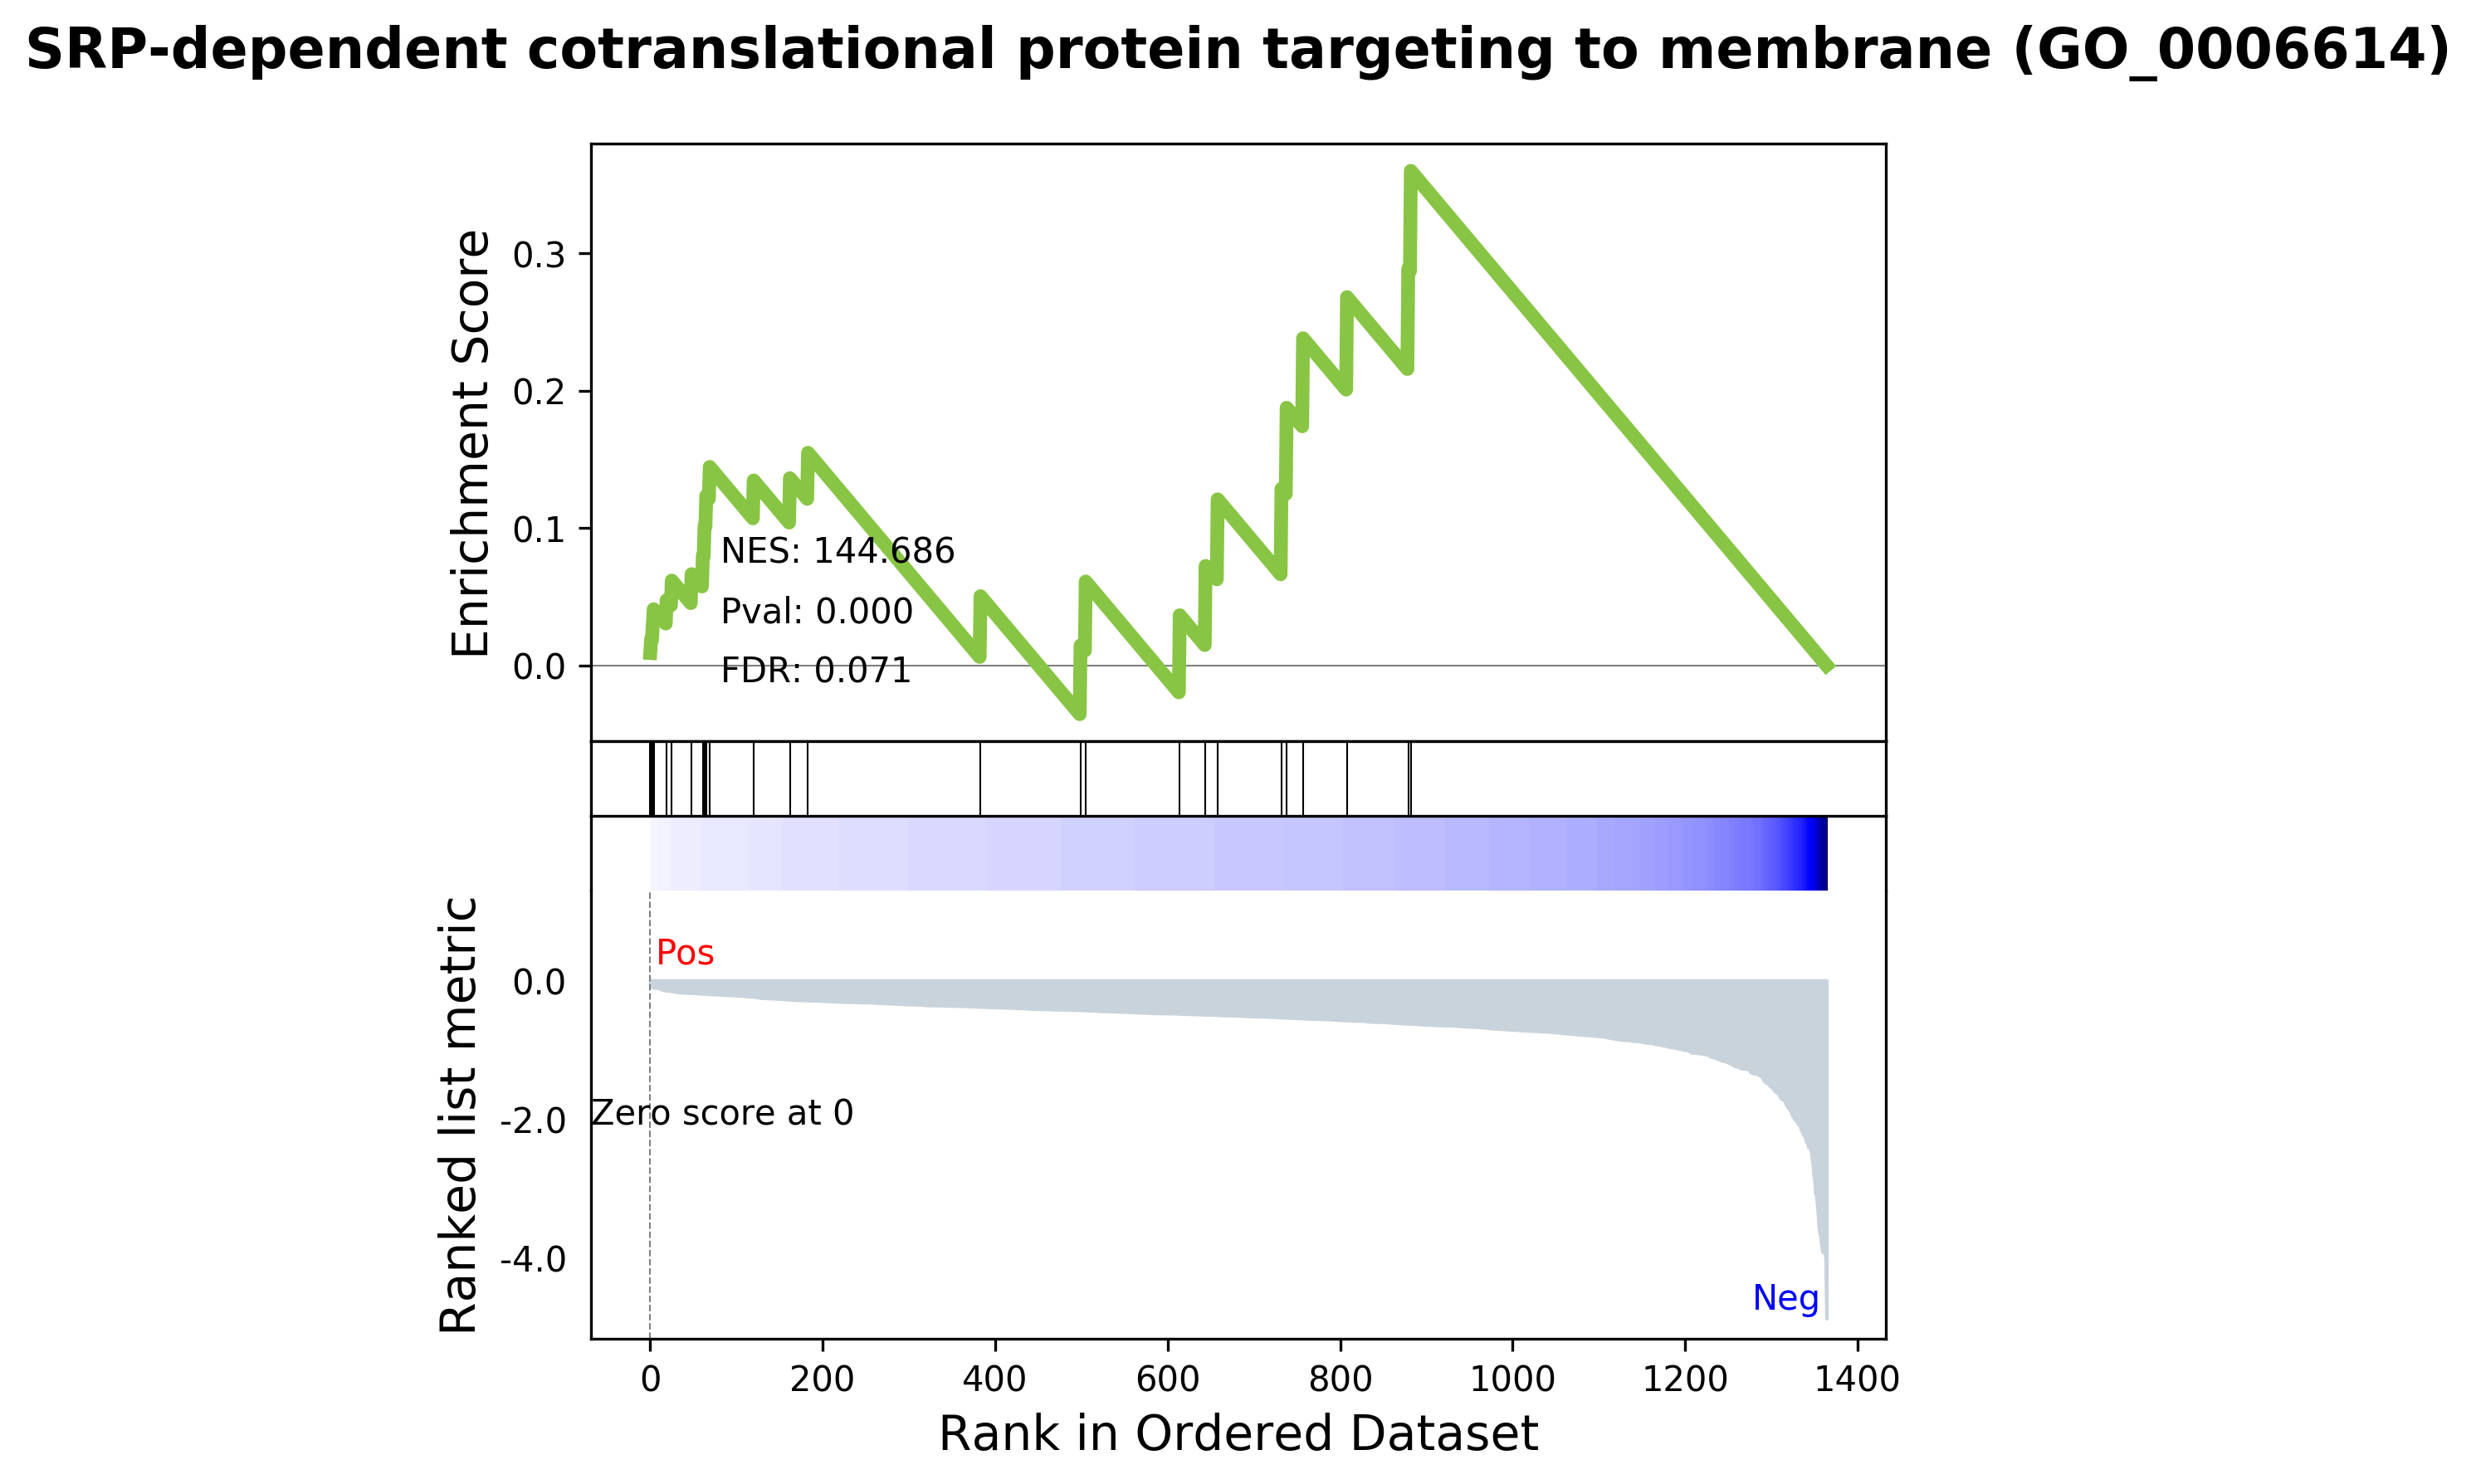 SRP-dependent cotranslational protein targeting to membrane (GO_0006614)
Enrichment Score
0.3
0.2
0.1
0.0
NES: 144.686
Pval: 0.000
FDR: 0.071
Ranked list metric
Pos
0.0
-2.0
-4.0
Zero score at 0
Neg
0 200 400 600 800 1000 1200 1400
Rank in Ordered Dataset